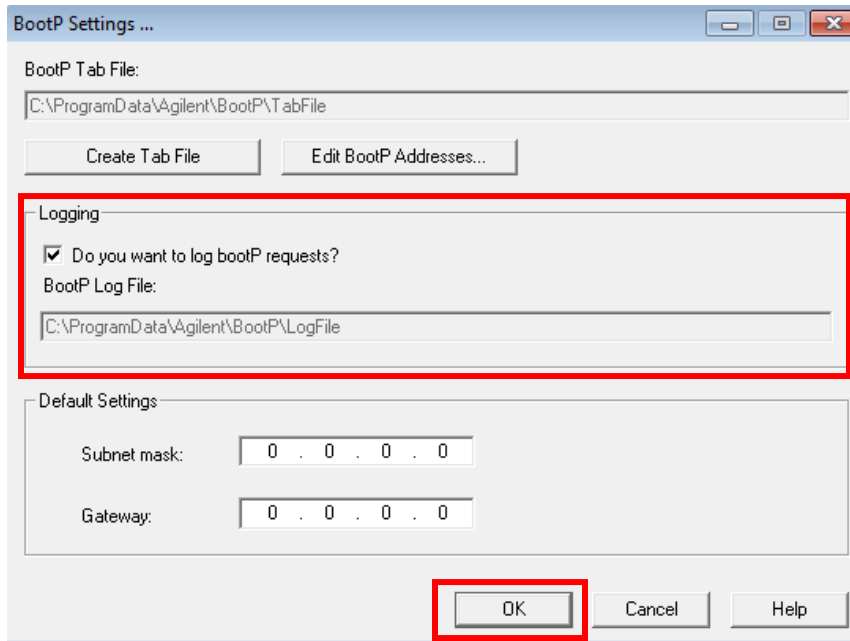 BootP Settings ...
BootP Tab File:
C:\ProgramData\Agilent\BootP\TabFile
Create Tab File Edit BootP Addresses...
Logging
Do you want to log bootP requests?
BootP Log File:
C:\ProgramData\Agilent\BootP\LogFile
Default Settings
Subnet mask: 0 . 0 . 0 . 0
Gateway: 0 . 0 . 0 . 0
OK Cancel Help